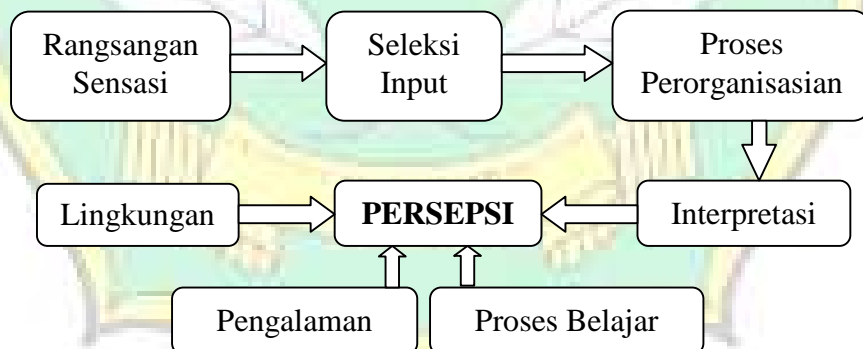 Rangsangan
Sensasi
Seleksi
Input
Proses
Perorganisasian
Lingkungan
PERSEPSI
Interpretasi
Pengalaman
Proses Belajar